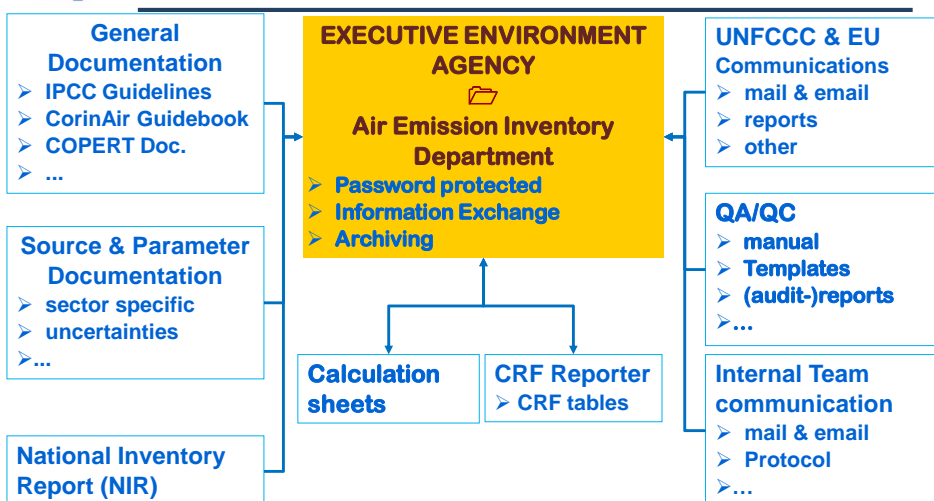 General
Documentation
➢ IPCC Guidelines
➢ CorinAir Guidebook
➢ COPERT Doc.
➢ ...
Source & Parameter
Documentation
➢ sector specific
➢ uncertainties
➢...
National Inventory
Report (NIR)
EXECUTIVE ENVIRONMENT
AGENCY
Air Emission Inventory
Department
➢ Password protected
➢ Information Exchange
➢ Archiving
Calculation
sheets
CRF Reporter
➢ CRF tables
UNFCCC & EU
Communications
➢ mail & email
➢ reports
➢ other
QA/QC
➢ manual
➢ Templates
➢ (audit-)reports
➢...
Internal Team
communication
➢ mail & email
➢ Protocol
➢...